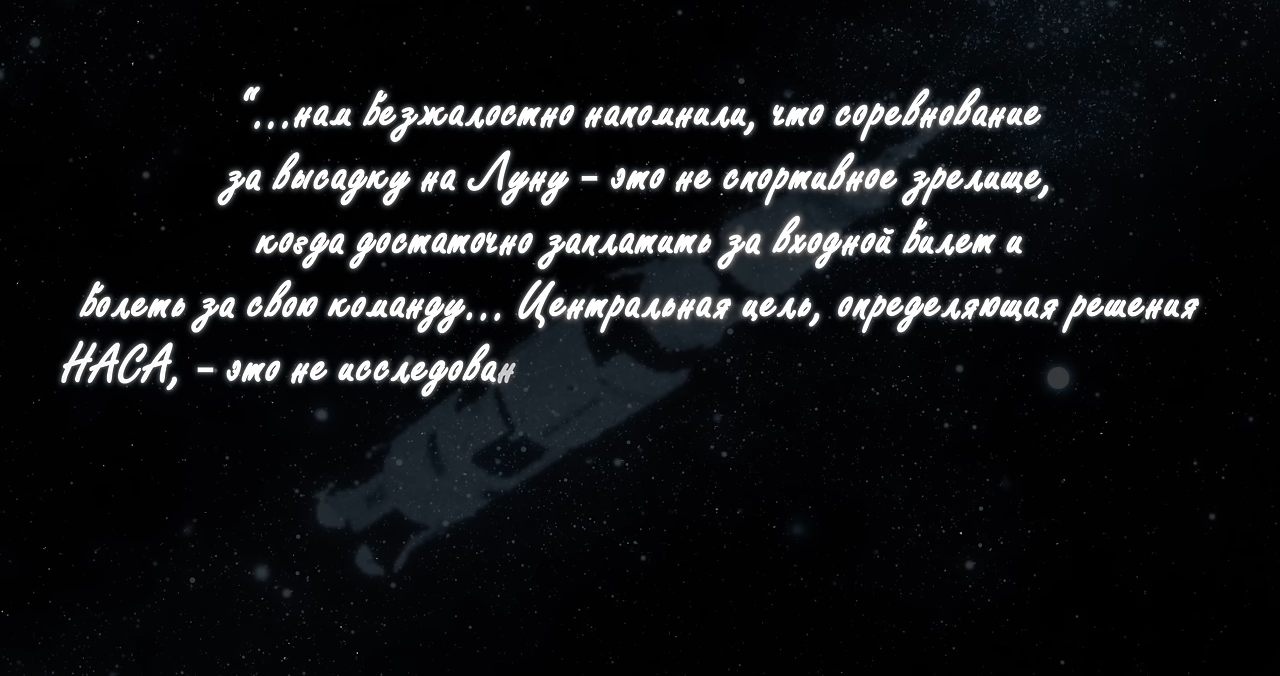 “...нам безжалостно напомнили, что соревнование
за высадку на Луну – это не спортивное зрелище,
когда достаточно заплатить за входной билет и
болеть за свою команду... Центральная цель, определяющая решения
НАСА, – это не исследован